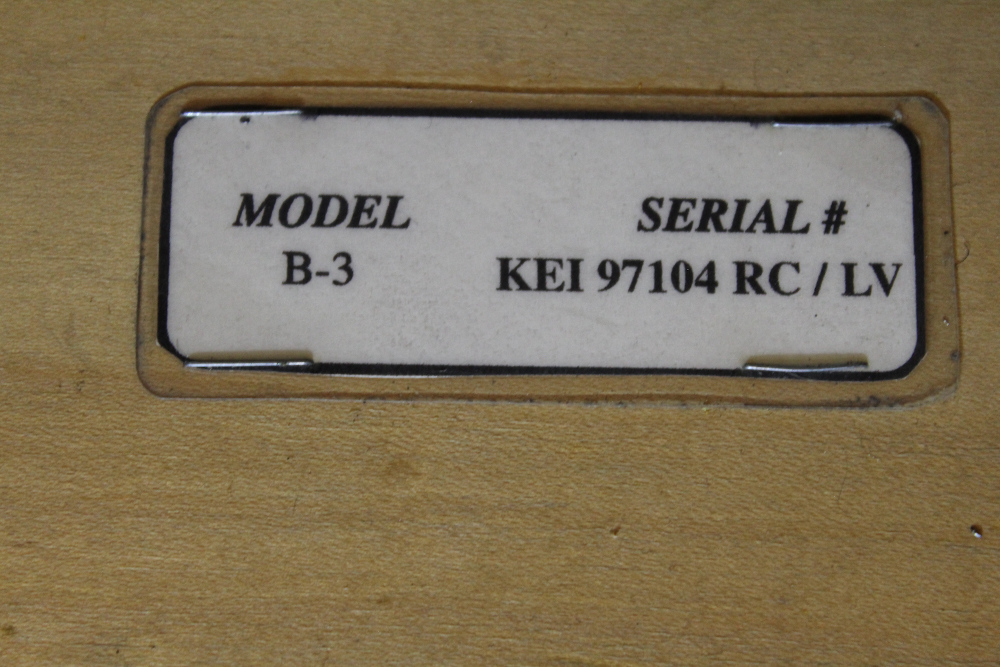 MODEL SERIAL #
B-3 KEI 97104 RC / LV